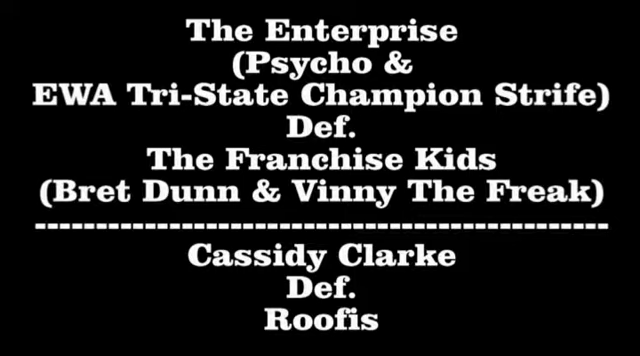 The Enterprise
(Psycho &
EWA Tri-State Champion Strife)
Def.
The Franchise Kids
(Bret Dunn & Vinny The Freak)
------------------------------------------------
Cassidy Clarke
Def.
Roofis